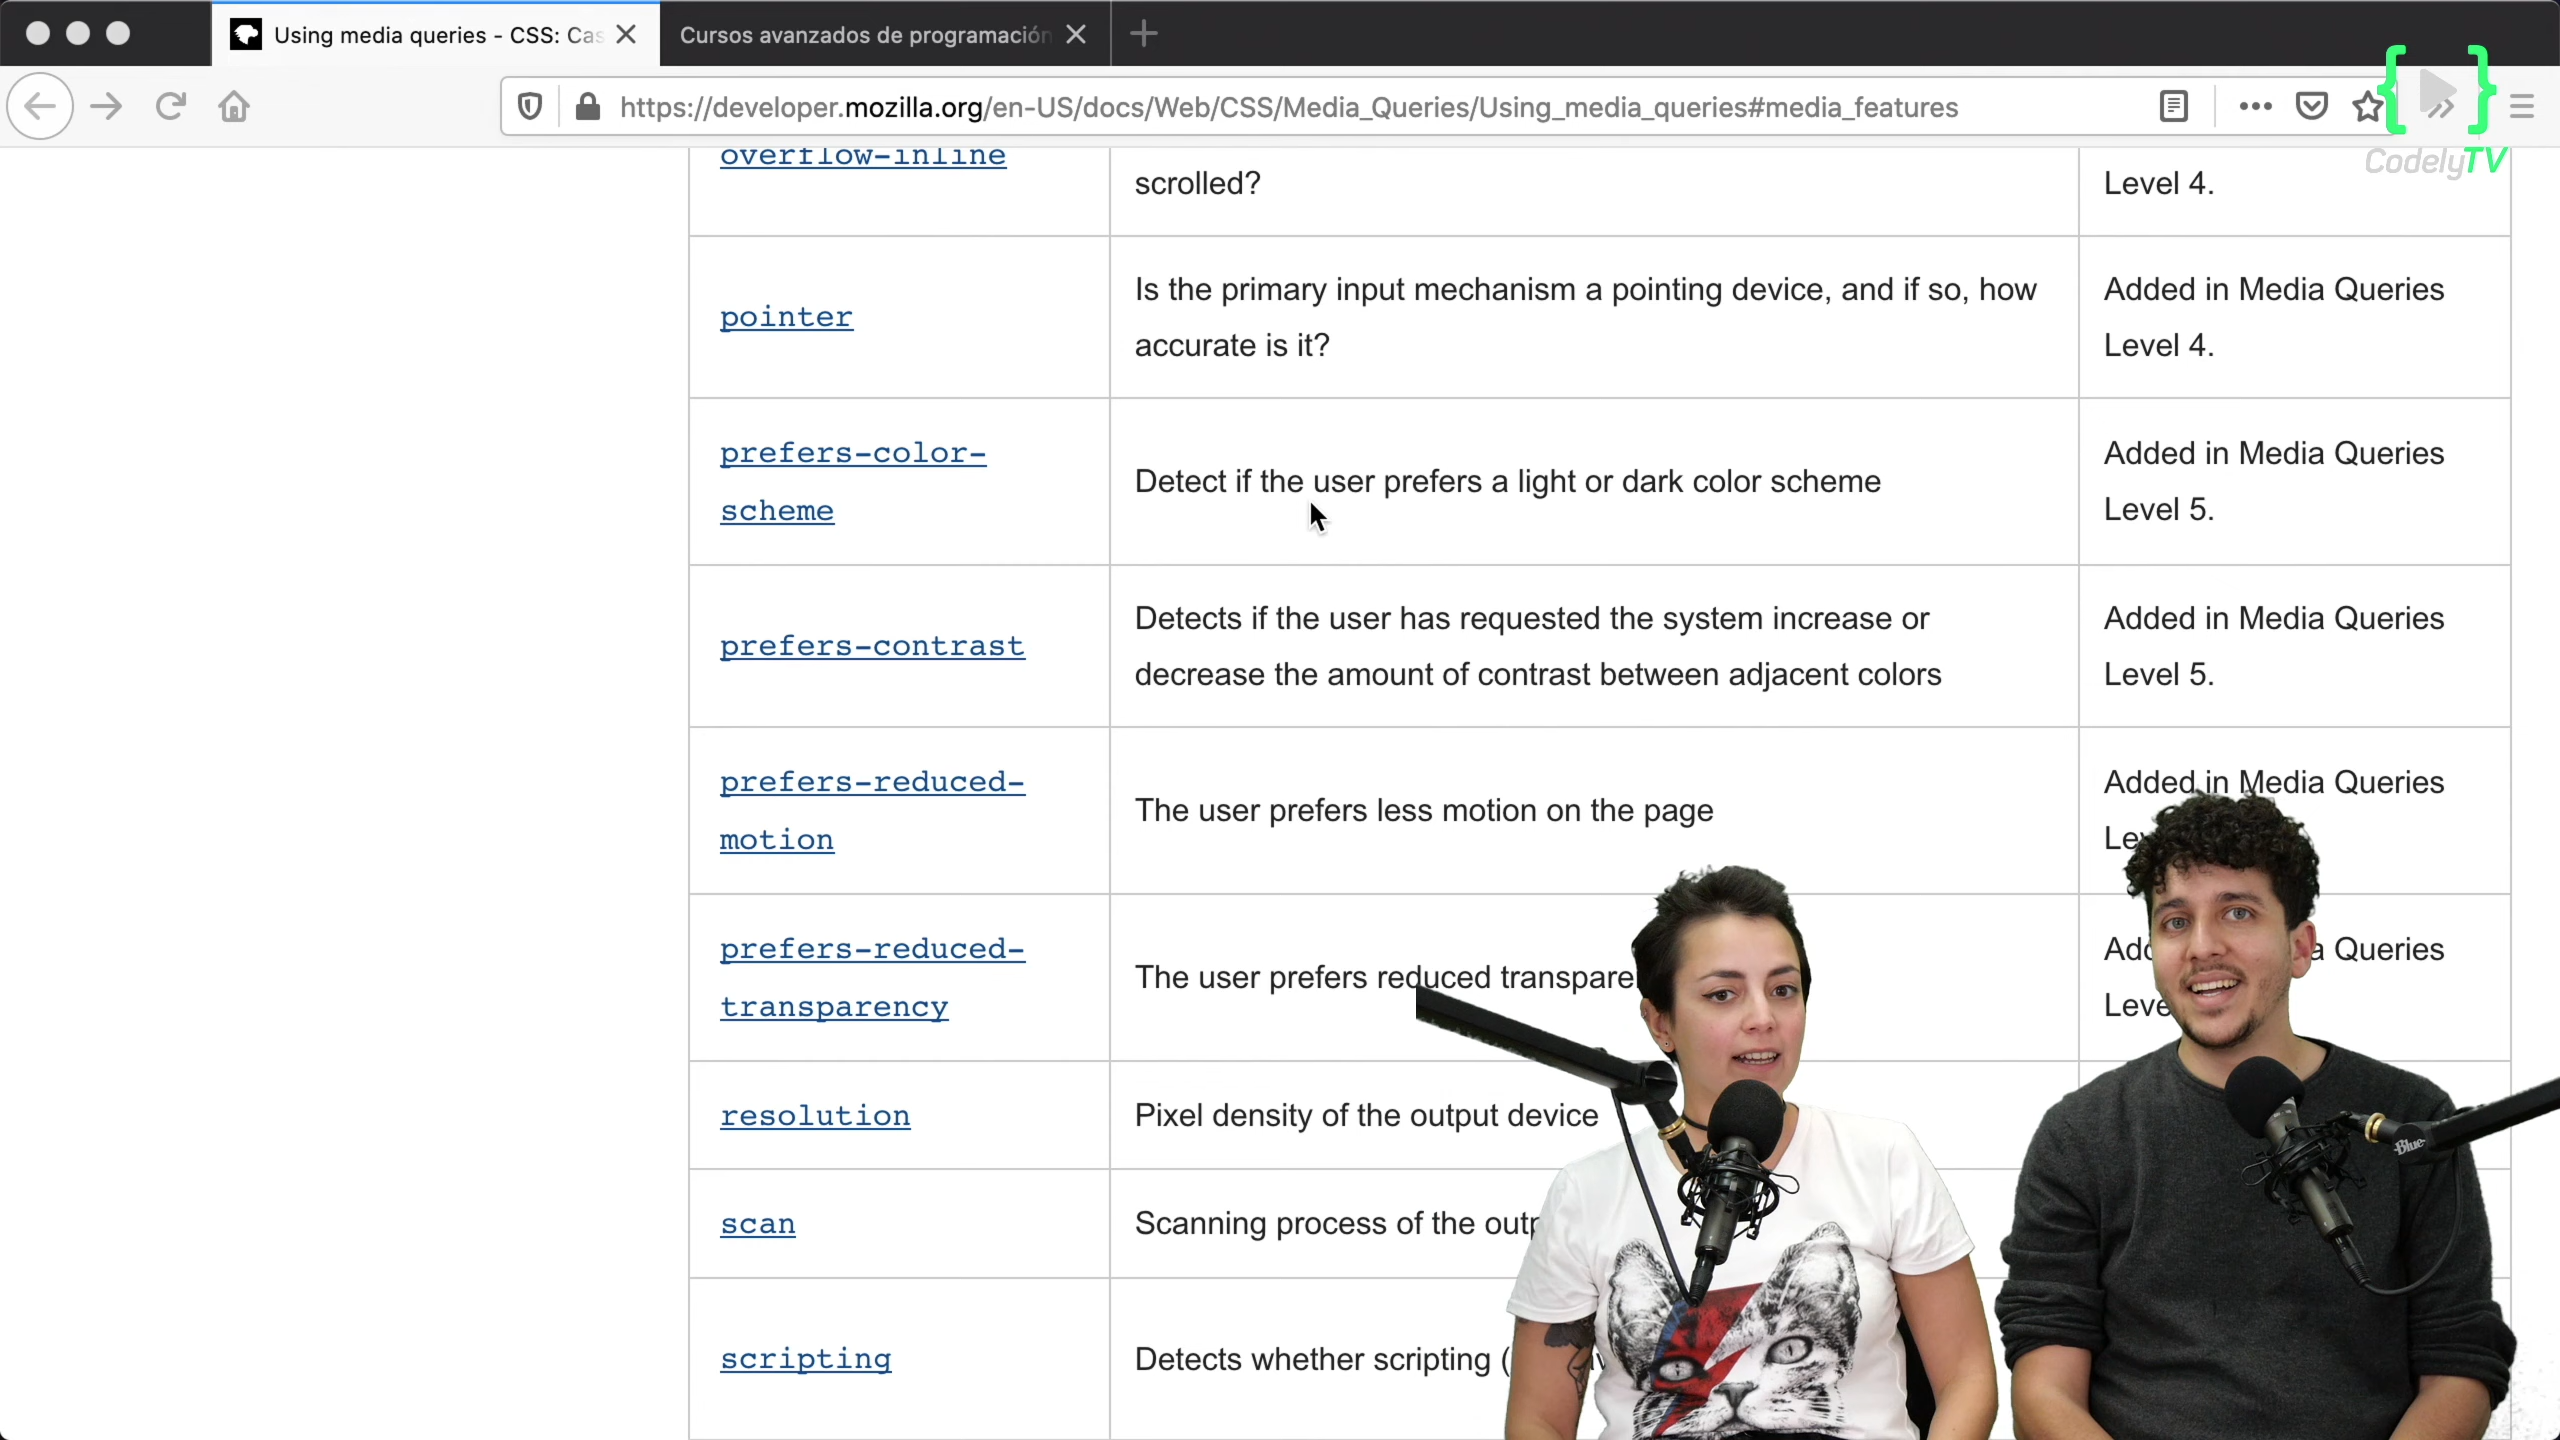 Using media queries - CSS: Cas
Cursos avanzados de programación
https://developer.mozilla.org/en-US/docs/Web/CSS/Media_Queries/Using_media_queries#media_features
CodelyTV
overflow-inline
scrolled?
Level 4.
pointer
Is the primary input mechanism a pointing device, and if so, how
accurate is it?
Added in Media Queries
Level 4.
prefers-color-
scheme
Detect if the user prefers a light or dark color scheme
Added in Media Queries
Level 5.
prefers-contrast
Detects if the user has requested the system increase or
decrease the amount of contrast between adjacent colors
Added in Media Queries
Level 5.
prefers-reduced-
motion
The user prefers less motion on the page
Added in Media Queries
prefers-reduced-
transparency
The user prefers reduced
Queries
resolution
Pixel density of the output device
scan
Scanning process of the
scripting
Detects whether scripting (
Blue